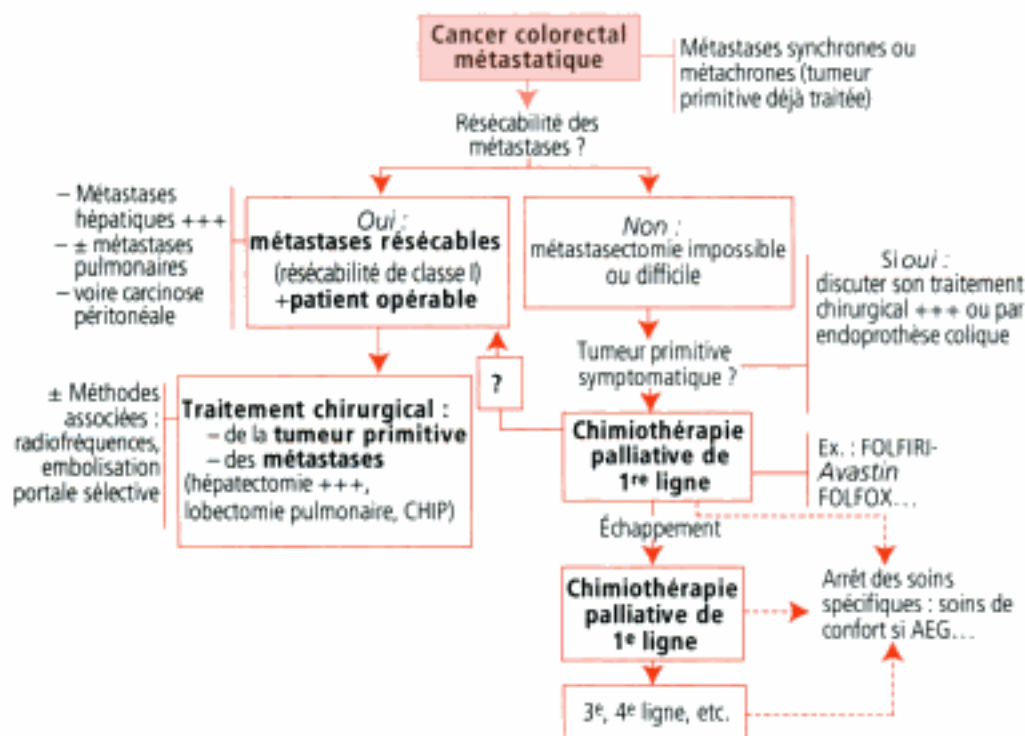 Cancer colorectal
métastatique
Métastases synchrones ou
métachrones (tumeur
primitive déjà traitée)
Résécabilité des
métastases ?
– Métastases
hépatiques +++
– ± métastases
pulmonaires
– voire carcinose
péritonéale
Oui :
métastases résécables
(résécabilité de classe I)
+patient opérable
Non :
métastasectomie impossible
ou difficile
Si oui :
discuter son traitement
chirurgical +++ ou par
endoprothèse colique
Tumeur primitive
symptomatique ?
?
± Méthodes
associées :
radiofréquences,
embolisation
portale sélective
Traitement chirurgical :
– de la tumeur primitive
– des métastases
(hépatectomie +++,
lobectomie pulmonaire, CHIP)
Chimiothérapie
palliative de
1re ligne
Ex. : FOLFIRI-
Avastin
FOLFOX...
Échappement
Chimiothérapie
palliative de
1e ligne
Arrêt des soins
spécifiques : soins de
confort si AEG...
3e, 4e ligne, etc.